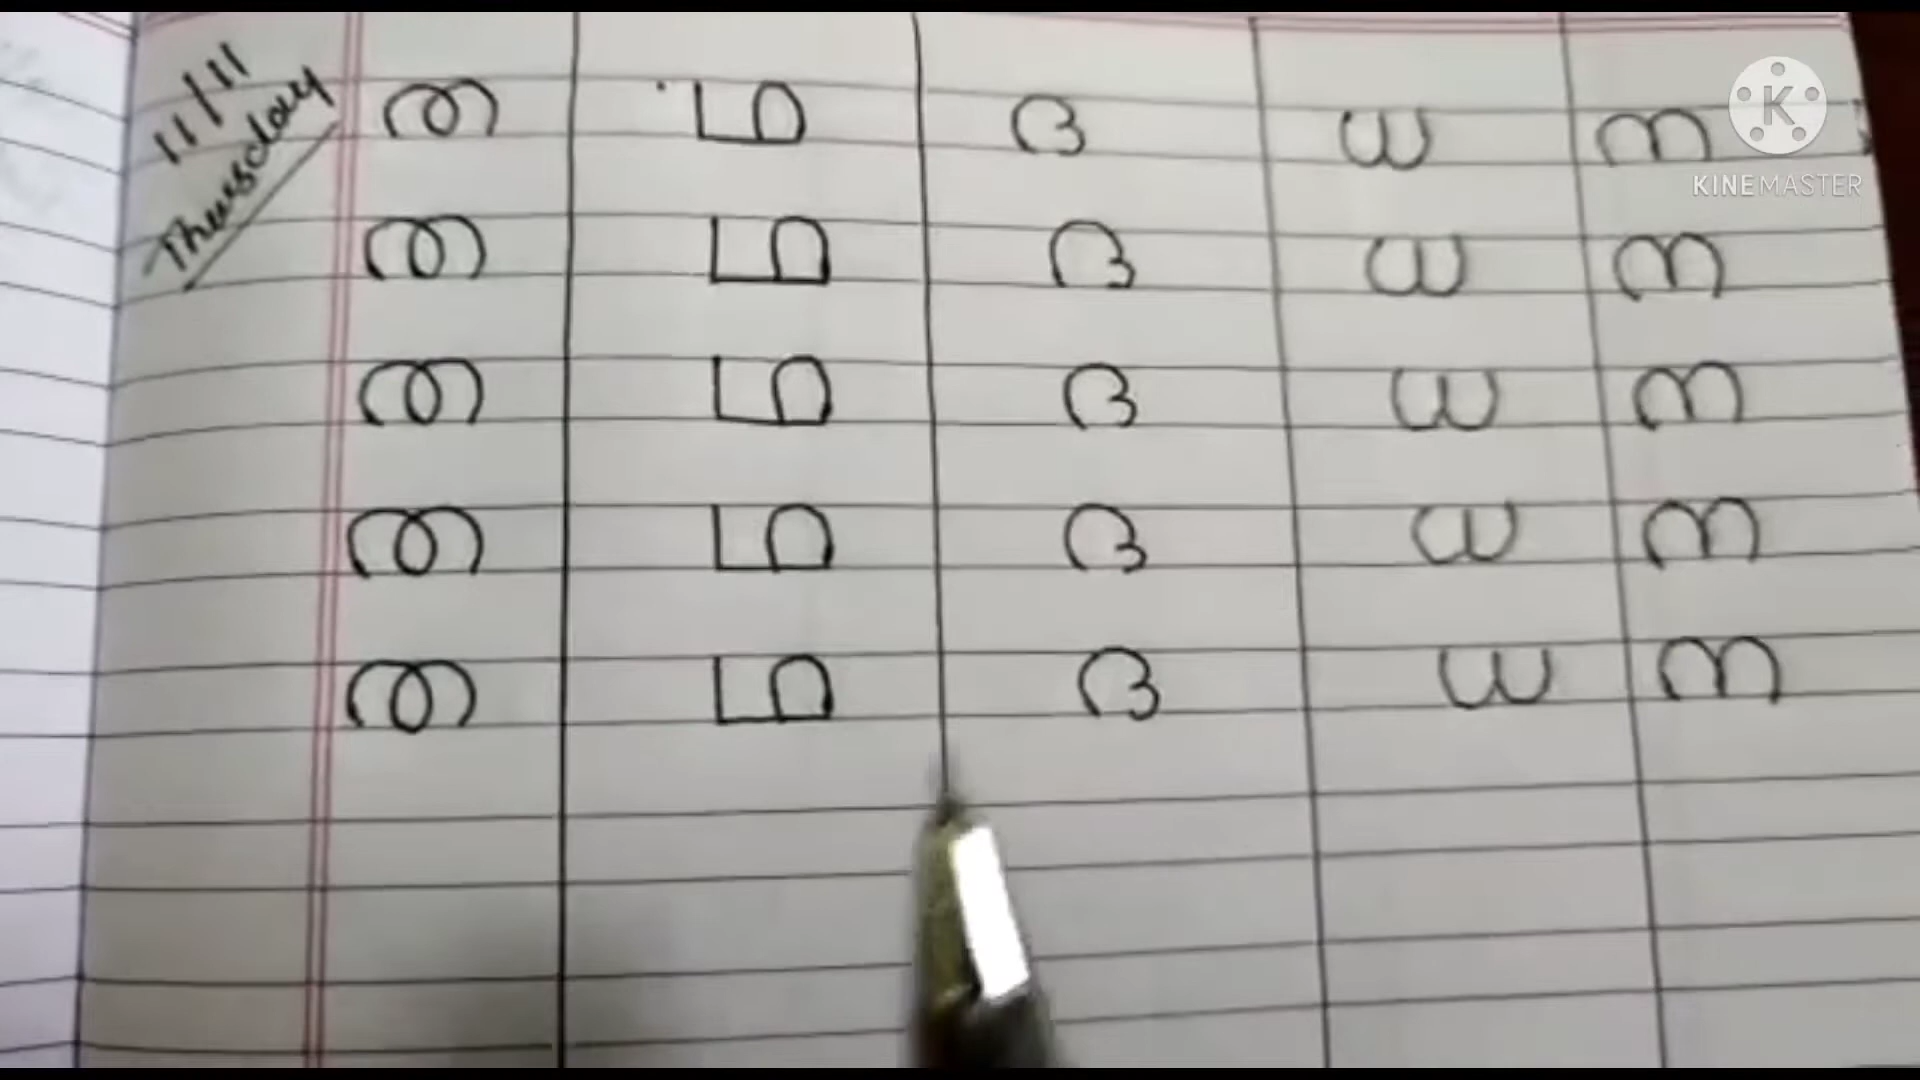 11/11
Thursday
ത ഥ ദ ധ ന
ത ഥ ദ ധ ന
ത ഥ ദ ധ ന
ത ഥ ദ ധ ന
ത ഥ ദ ധ ന
KINEMASTER